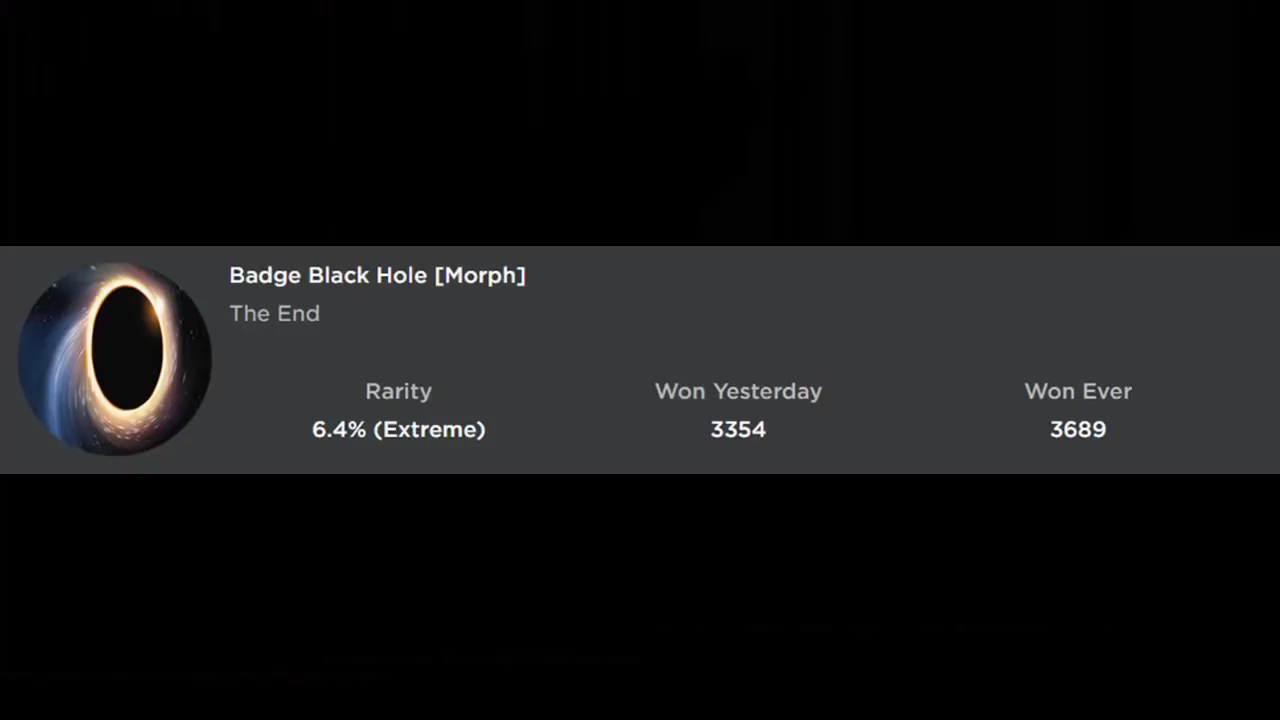 Badge Black Hole [Morph]
The End
Rarity
Won Yesterday
Won Ever
6.4% (Extreme)
3354
3689